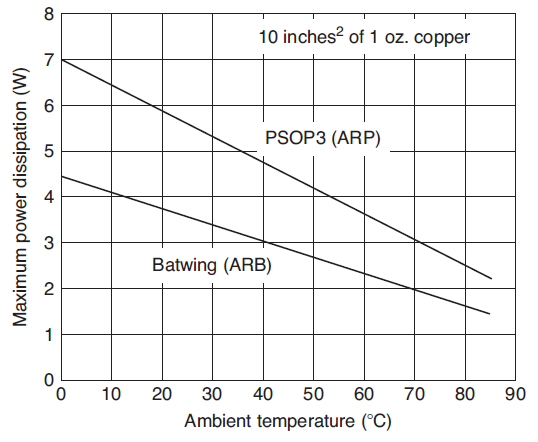 10 inches² of 1 oz. copper
PSOP3 (ARP)
Batwing (ARB)
Maximum power dissipation (W)
8
7
6
5
4
3
2
1
0
0 10 20 30 40 50 60 70 80 90
Ambient temperature (°C)